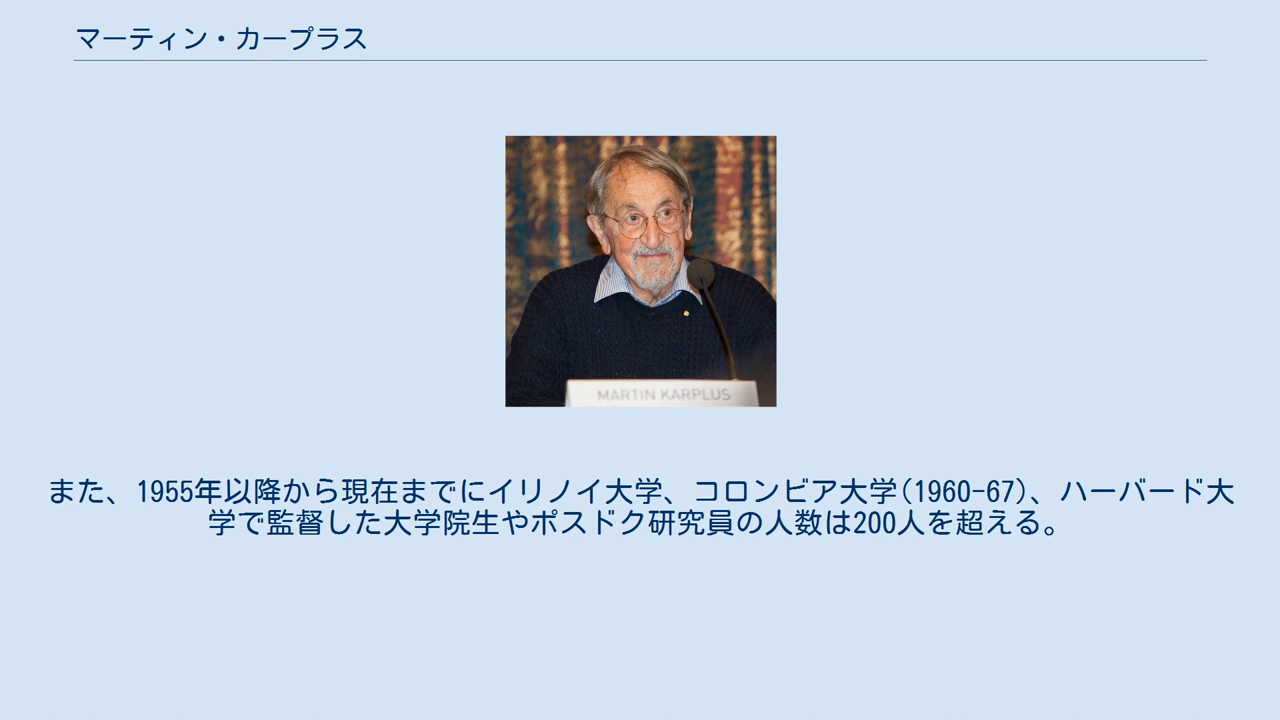 マーティン・カープラス
MARTIN KARPLUS
また、1955年以降から現在までにイリノイ大学、コロンビア大学(1960-67)、ハーバード大
学で監督した大学院生やポスドク研究員の人数は200人を超える。